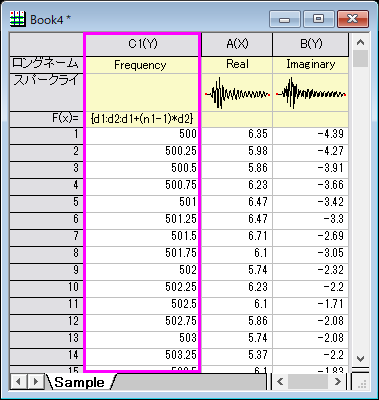 Book4 *
C1(Y) A(X) B(Y)
ロングネーム Frequency Real Imaginary
スパークライ
F(x)= {d1:d2:d1+(n1-1)*d2}
1 500 6.35 -4.39
2 500.25 5.98 -4.27
3 500.5 5.86 -3.91
4 500.75 6.23 -3.66
5 501 6.47 -3.42
6 501.25 6.47 -3.3
7 501.5 6.71 -2.69
8 501.75 6.1 -3.05
9 502 5.74 -2.32
10 502.25 6.23 -2.2
11 502.5 6.1 -1.71
12 502.75 5.86 -2.08
13 503 5.74 -2.08
14 503.25 5.37 -2.2
15 503.5 6.1 -1.83
Sample